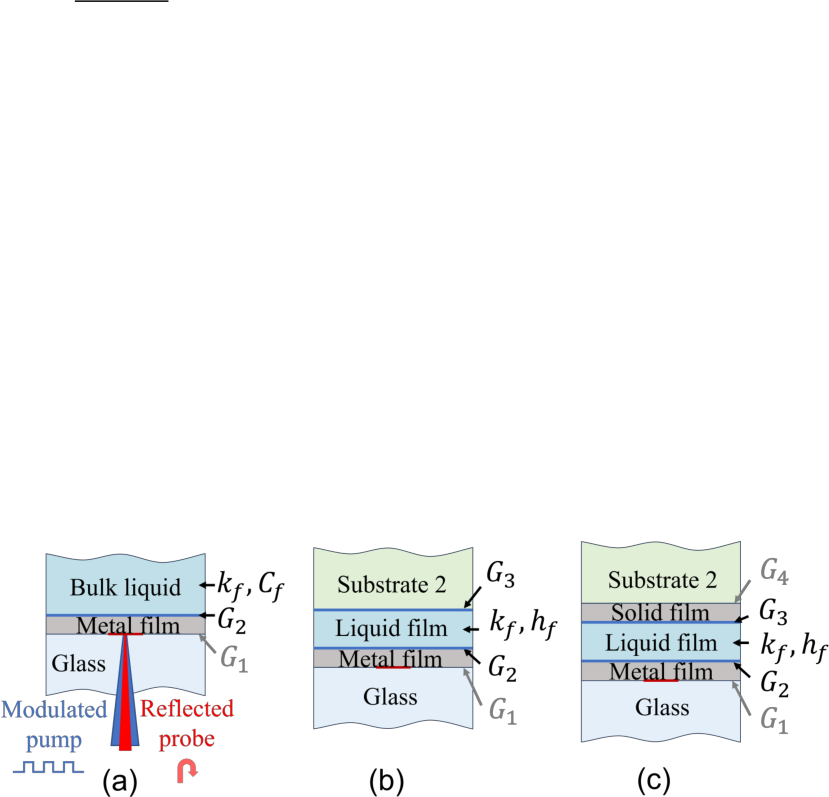 Bulk liquid
k_f, C_f
G_2
Metal film
G_1
Glass
Modulated pump
Reflected probe
(a)
Substrate 2
G_3
Liquid film
k_f, h_f
G_2
Metal film
G_1
Glass
(b)
Substrate 2
G_4
Solid film
G_3
Liquid film
k_f, h_f
G_2
Metal film
G_1
Glass
(c)